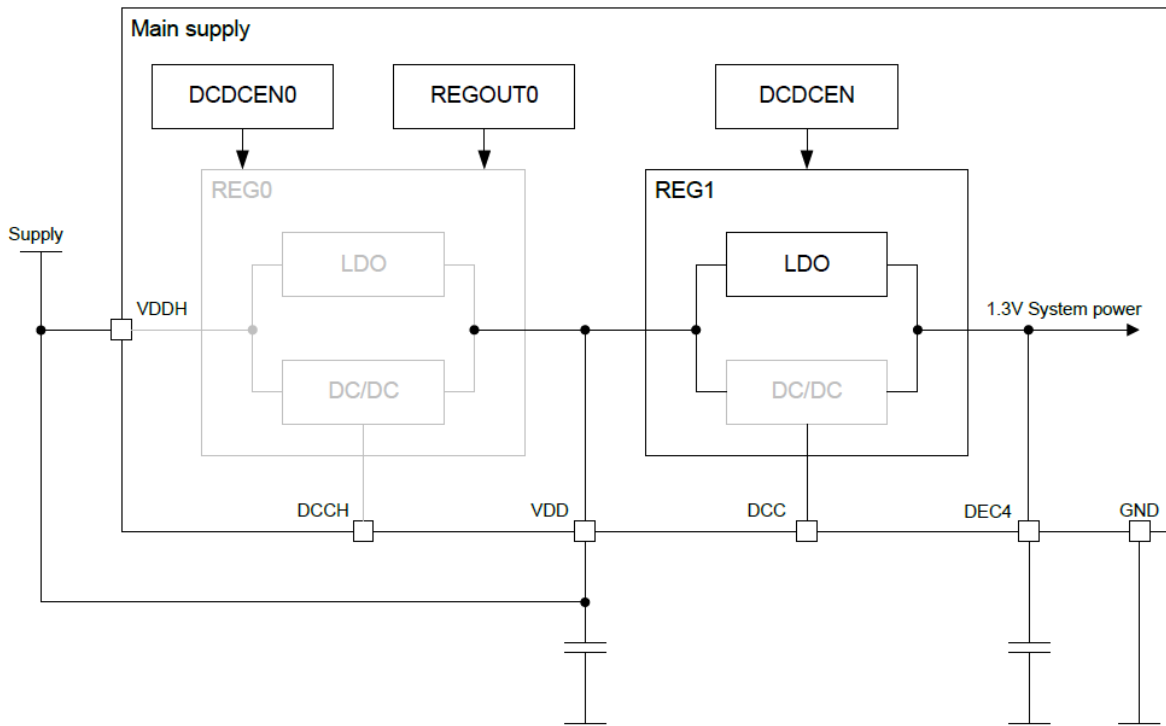 Main supply
DCDCEN0
REGOUT0
DCDCEN
REG0
REG1
Supply
LDO
LDO
VDDH
1.3V System power
DC/DC
DC/DC
DCCH
VDD
DCC
DEC4
GND